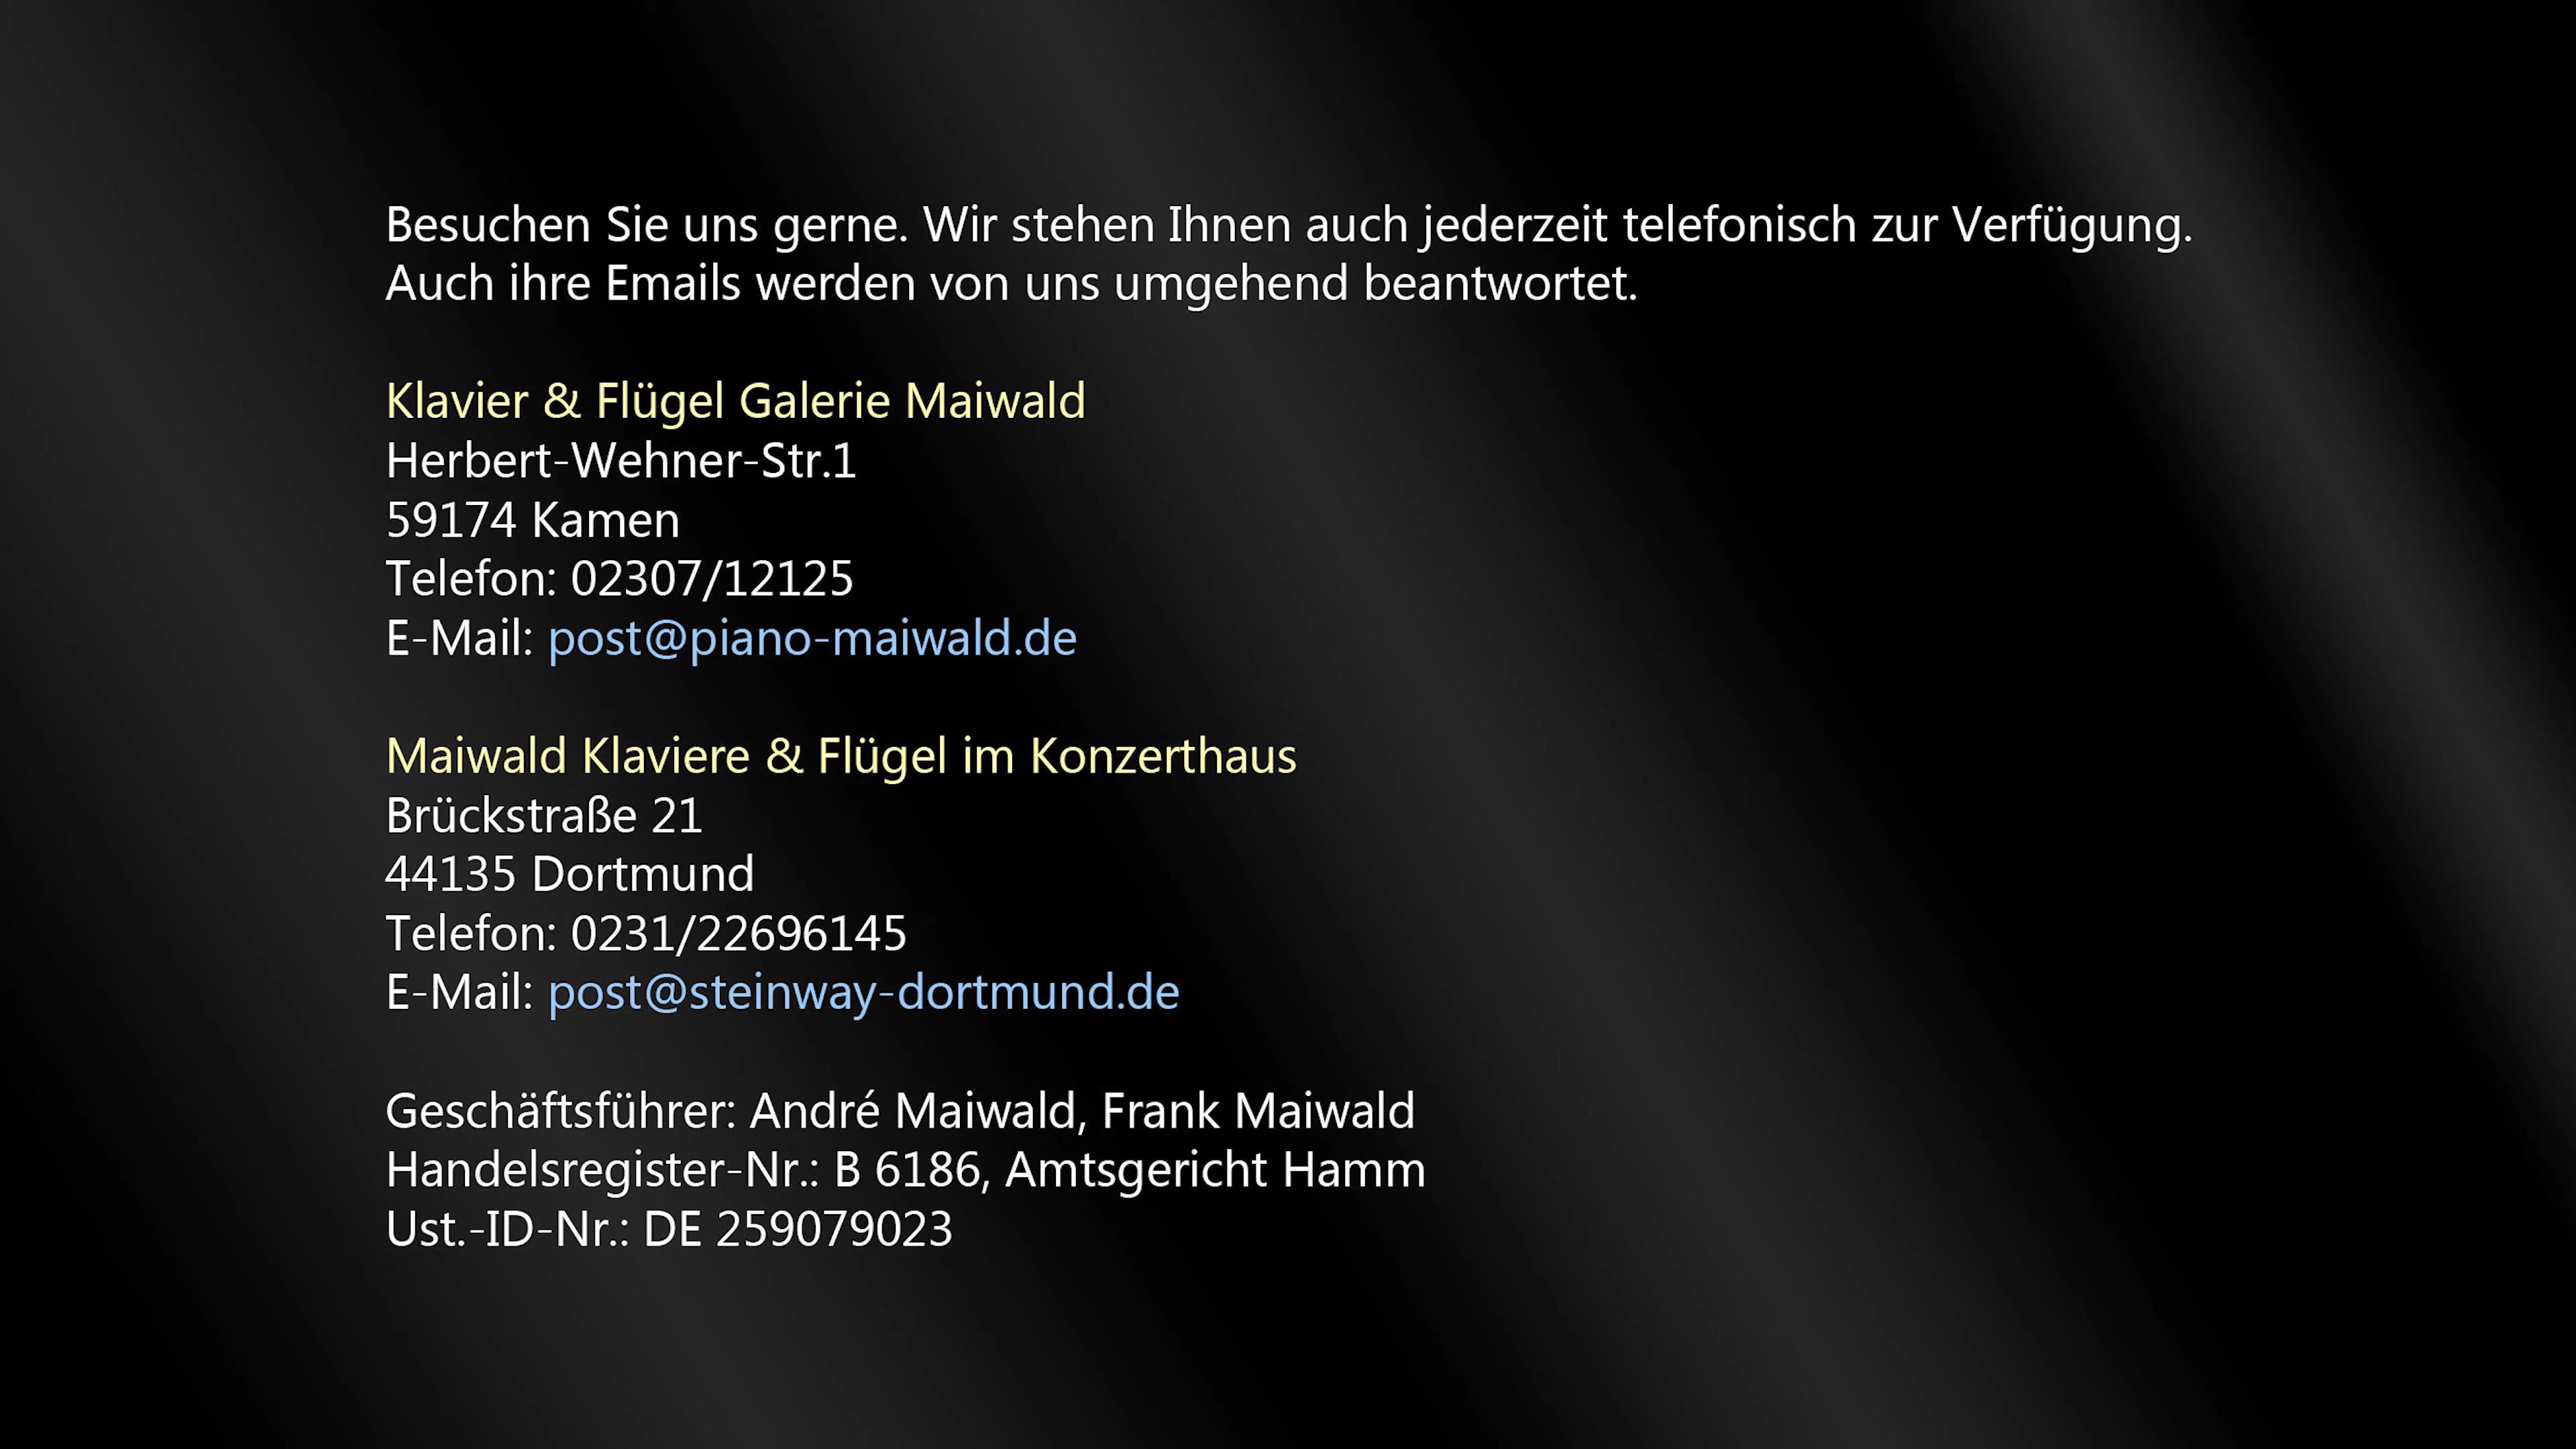 Besuchen Sie uns gerne. Wir stehen Ihnen auch jederzeit telefonisch zur Verfügung.
Auch ihre Emails werden von uns umgehend beantwortet.
Klavier & Flügel Galerie Maiwald
Herbert-Wehner-Str.1
59174 Kamen
Telefon: 02307/12125
E-Mail: post@piano-maiwald.de
Maiwald Klaviere & Flügel im Konzerthaus
Brückstraße 21
44135 Dortmund
Telefon: 0231/22696145
E-Mail: post@steinway-dortmund.de
Geschäftsführer: André Maiwald, Frank Maiwald
Handelsregister-Nr.: B 6186, Amtsgericht Hamm
Ust.-ID-Nr.: DE 259079023